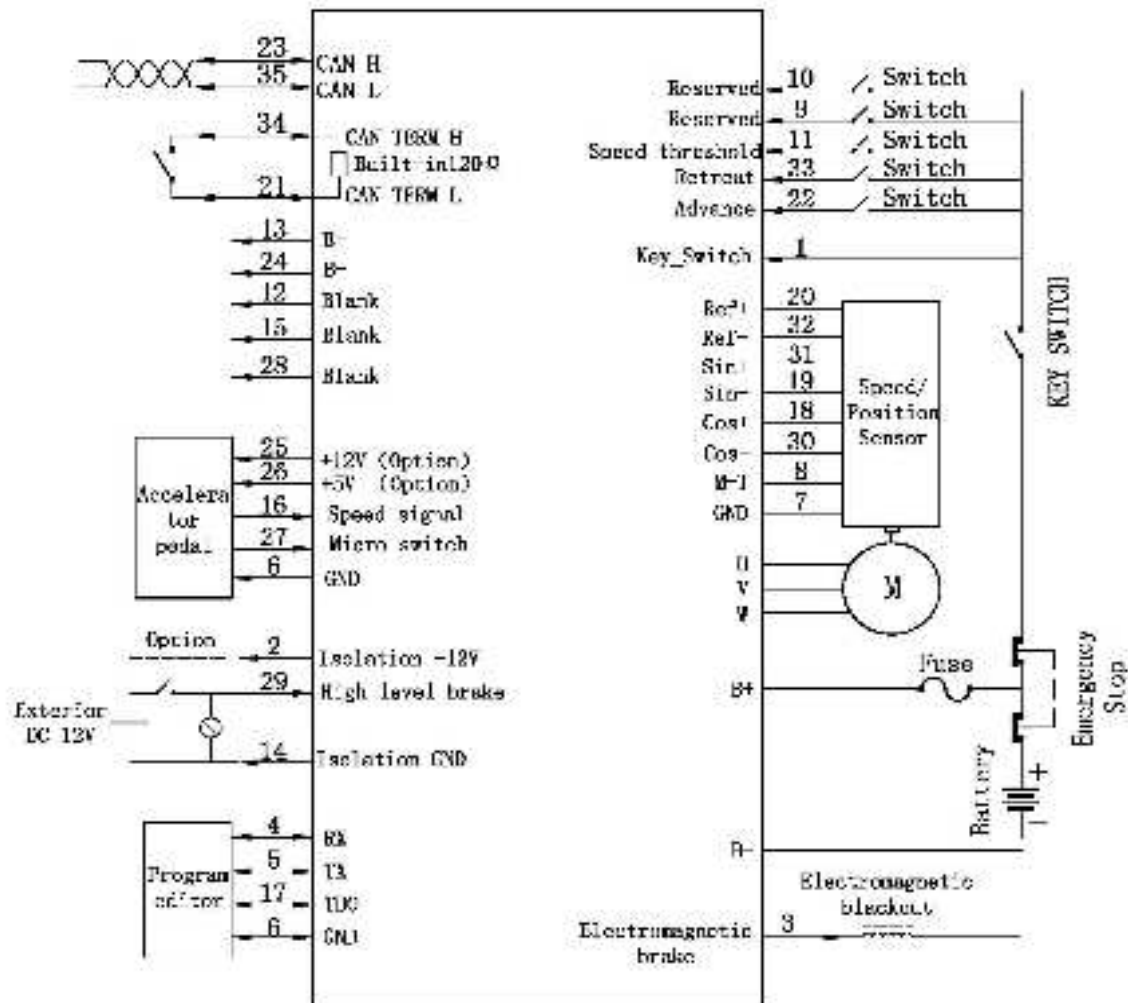 23
CAN H
35
CAN L
34
CAN TERM H
Built in120Ω
21
CAN TERM L
13
B-
24
B-
12
Blank
15
Blank
28
Blank
25
+12V (Option)
26
+5V (Option)
16
Speed signal
27
Micro switch
6
GND
Accelera
tor
pedal
Option
2
Isolation -12V
29
High level brake
Exterior
DC 12V
14
Isolation GND
4
RX
5
TX
17
6
GND
Program
editor
Reserved
10
Switch
Reserved
9
Switch
Speed threshold
11
Switch
Retreat
33
Switch
Advance
22
Switch
Key_Switch
1
KEY SWITCH
Ref+
20
Ref-
32
Sin+
31
Sin-
19
Cos+
18
Cos-
30
M-T
8
GND
7
Speed/
Position
Sensor
U
V
W
M
Fuse
B+
Emergency
Stop
Battery
+
-
B-
Electromagnetic
blackout
Electromagnetic
brake
3